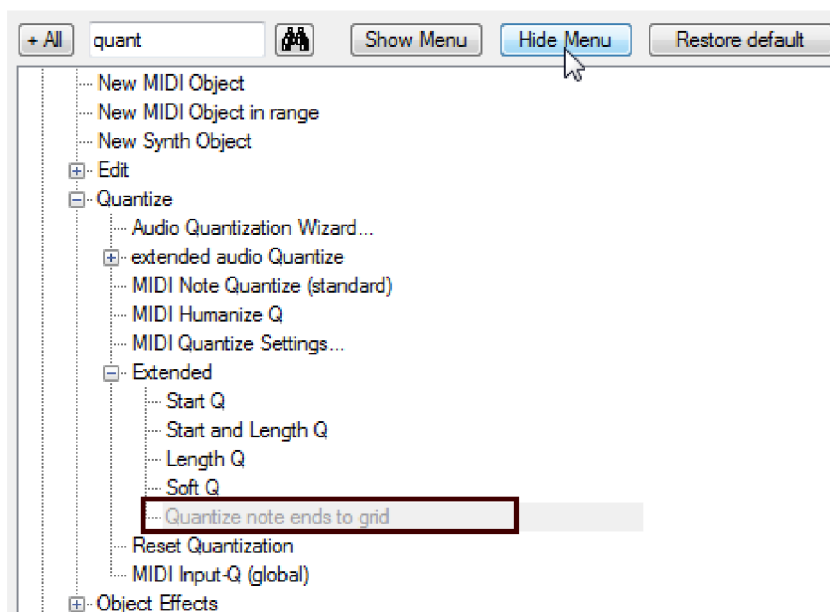 + All quant Show Menu Hide Menu Restore default
New MIDI Object
New MIDI Object in range
New Synth Object
Edit
Quantize
Audio Quantization Wizard...
extended audio Quantize
MIDI Note Quantize (standard)
MIDI Humanize Q
MIDI Quantize Settings...
Extended
Start Q
Start and Length Q
Length Q
Soft Q
Quantize note ends to grid
Reset Quantization
MIDI Input-Q (global)
Object Effects